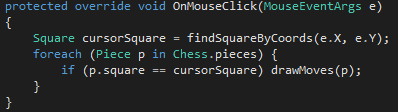 protected override void OnMouseClick(MouseEventArgs e)
{
    Square cursorSquare = findSquareByCoords(e.X, e.Y);
    foreach (Piece p in Chess.pieces) {
        if (p.square == cursorSquare) drawMoves(p);
    }
}